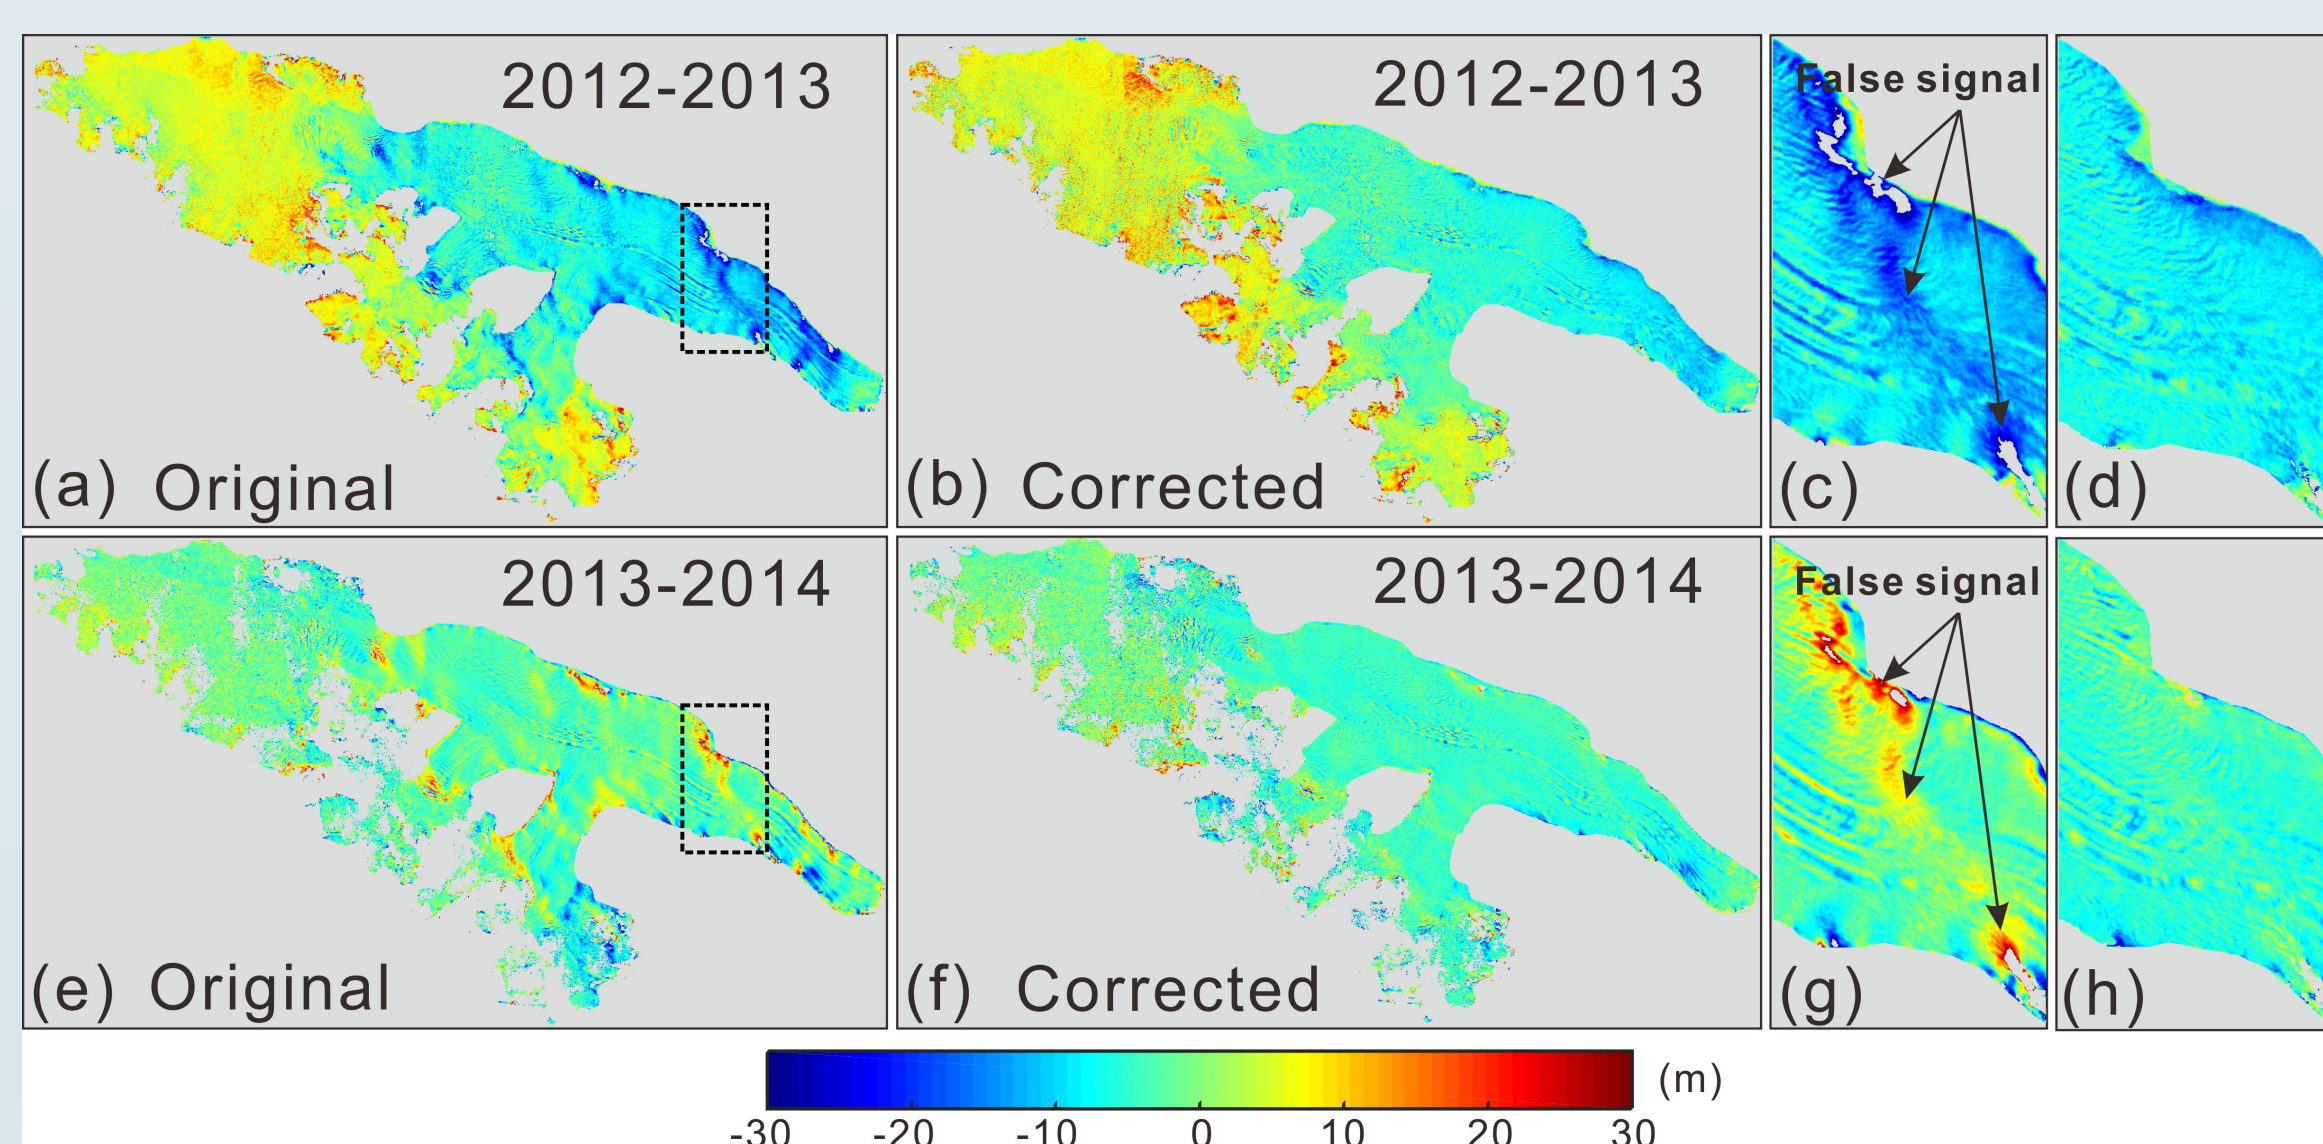 2012-2013
(a) Original
2012-2013
(b) Corrected
False signal
(c)
(d)
2013-2014
(e) Original
2013-2014
(f) Corrected
False signal
(g)
(h)
(m)
-30 -20 -10 0 10 20 30